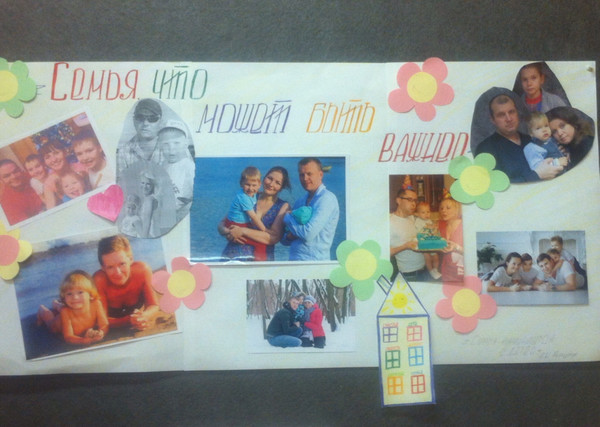 Семья что
может быть
важнее